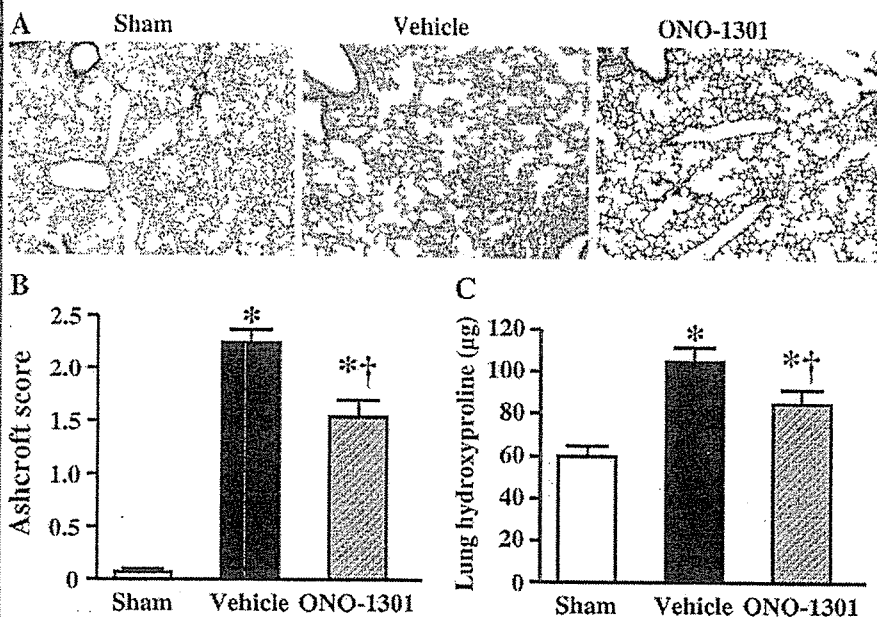 A Sham Vehicle ONO-1301
B
2.5
2.0
1.5
1.0
0.5
0
Ashcroft score
*
*†
Sham Vehicle ONO-1301
C
120
100
80
60
40
20
0
Lung hydroxyproline (µg)
*
*†
Sham Vehicle ONO-1301